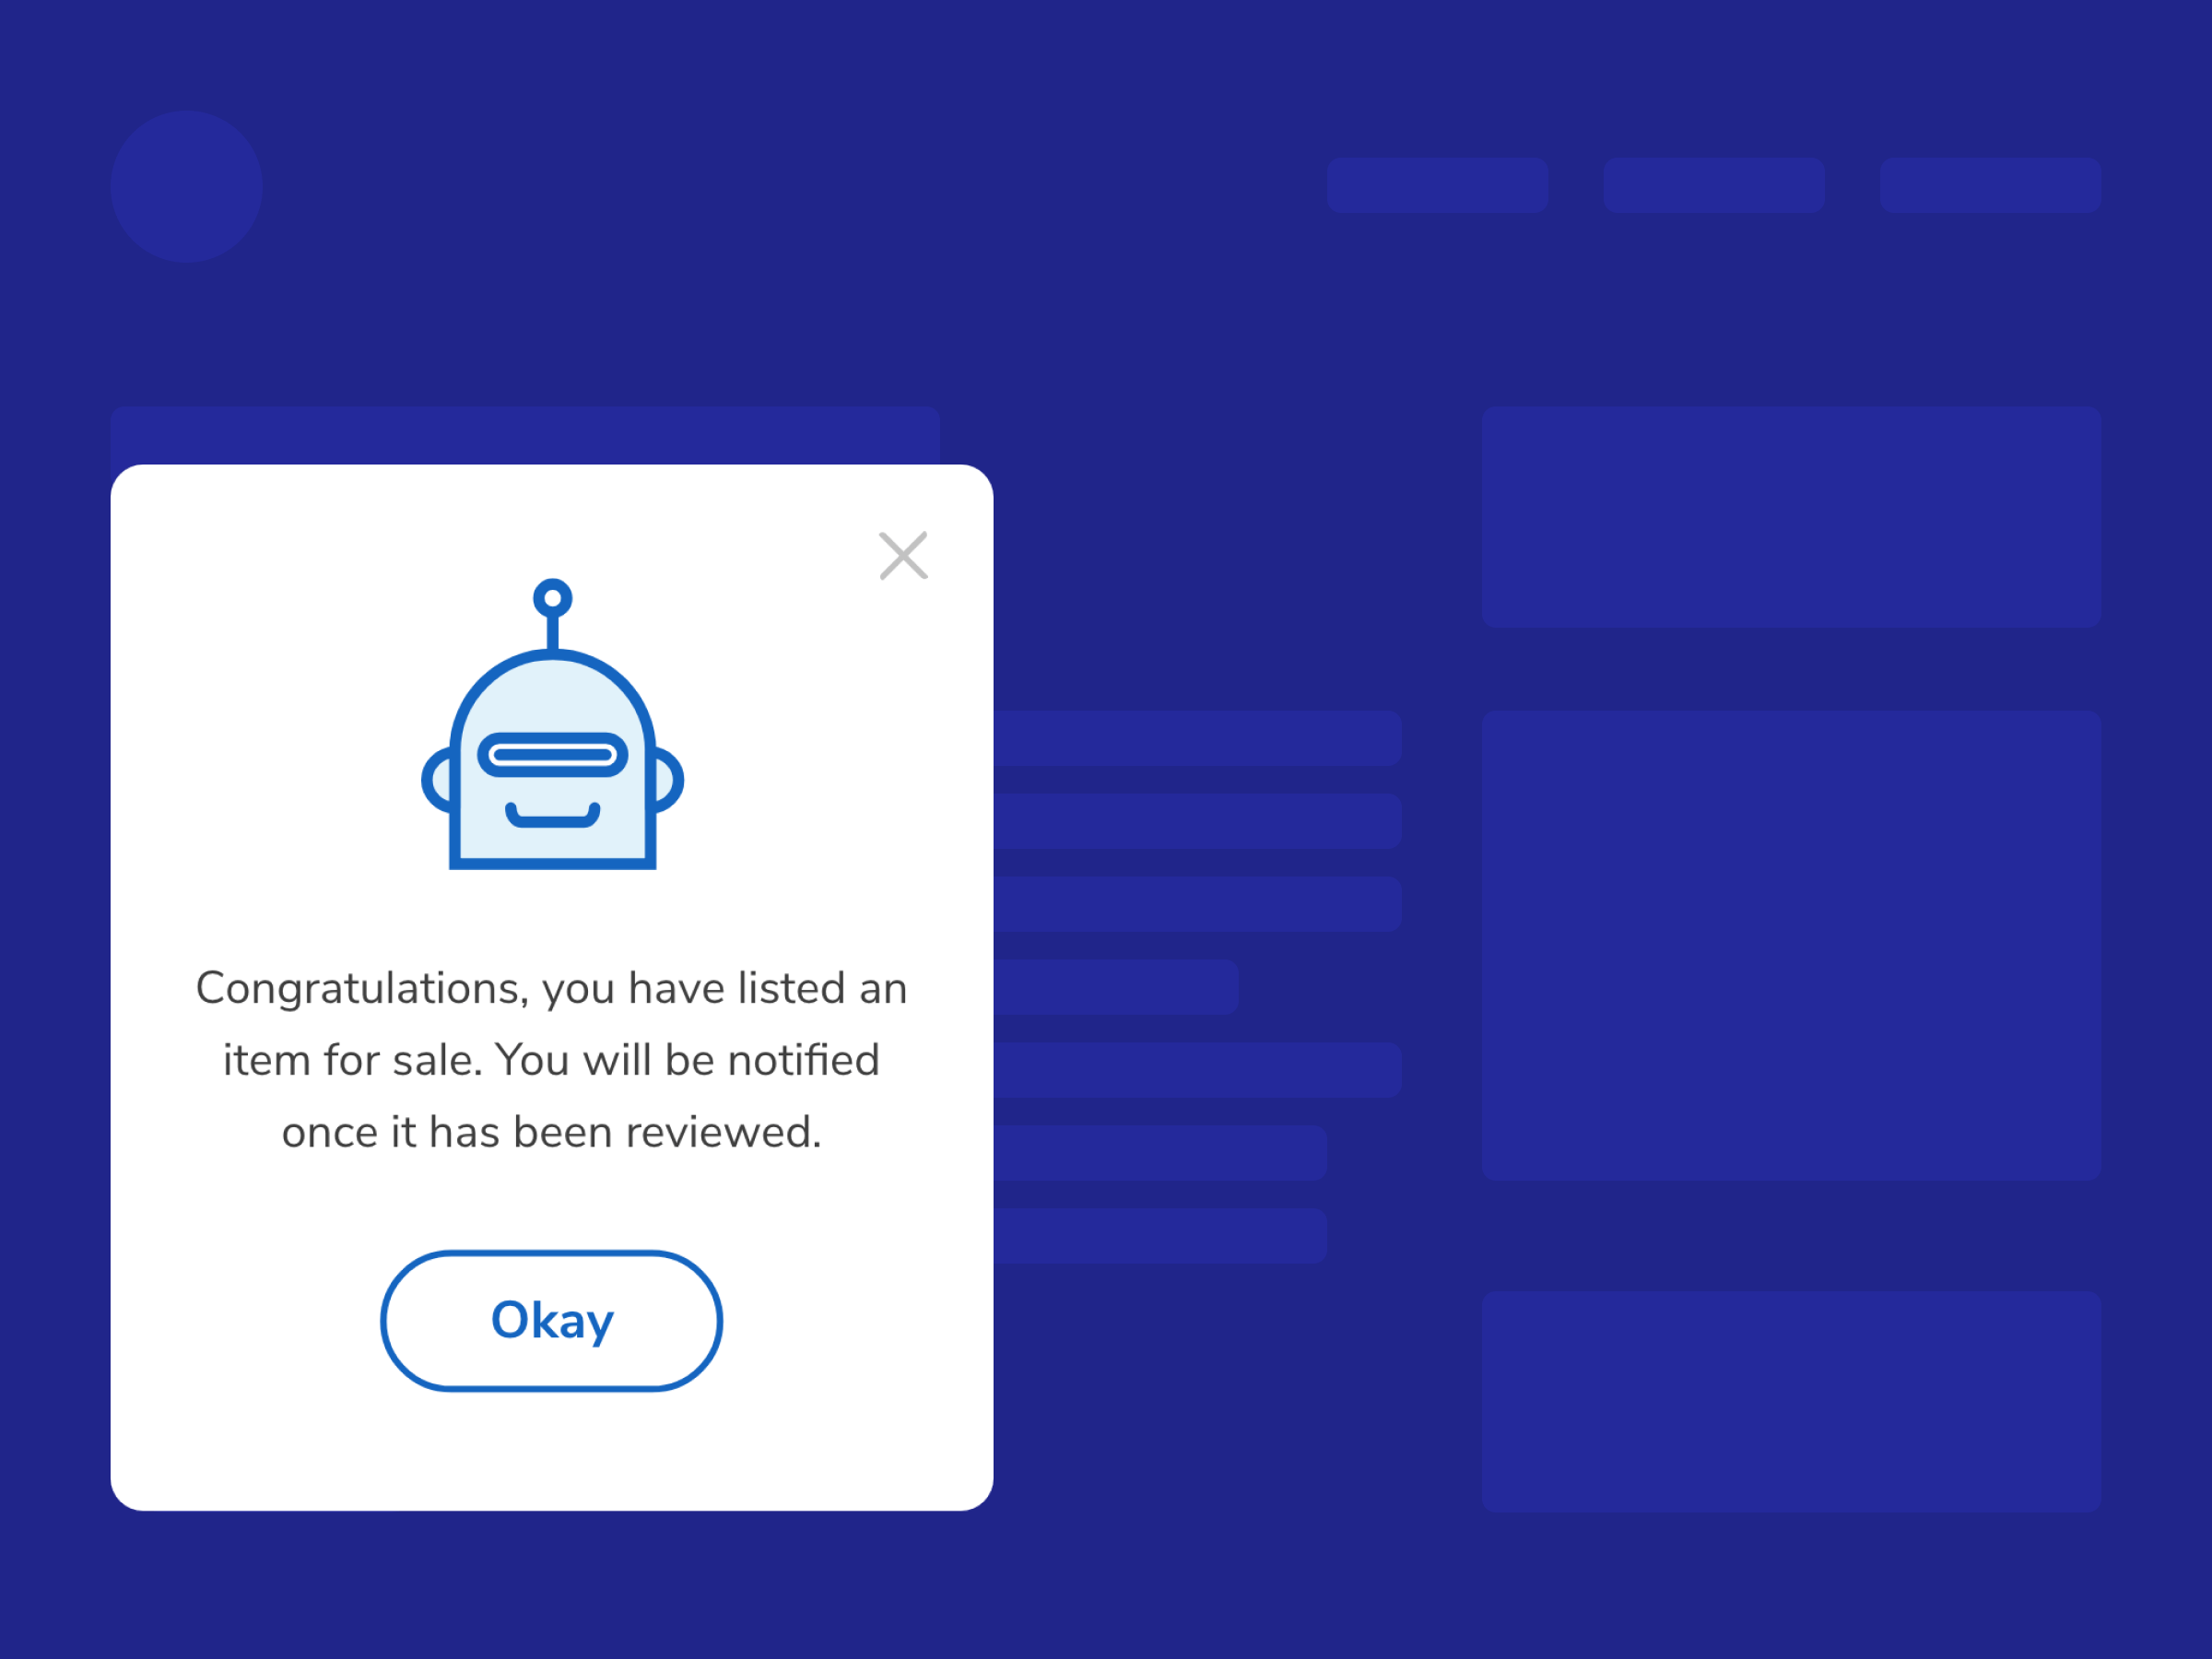 Congratulations, you have listed an
item for sale. You will be notified
once it has been reviewed.
Okay